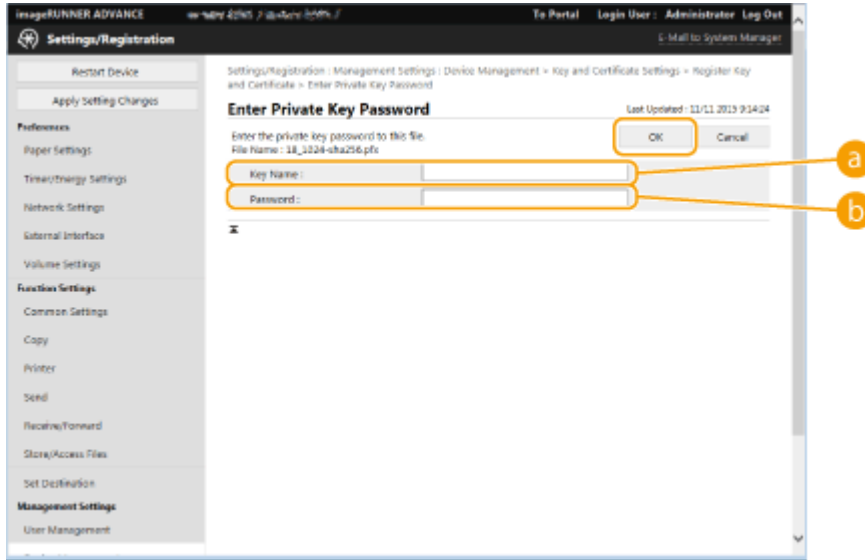 imageRUNNER ADVANCE
To Portal Login User : Administrator Log Out
Settings/Registration
E-Mail to System Manager
Restart Device
Apply Setting Changes
Preferences
Paper Settings
Timer/Energy Settings
Network Settings
External Interface
Volume Settings
Function Settings
Common Settings
Copy
Printer
Send
Receive/Forward
Store/Access Files
Set Destination
Management Settings
User Management
Settings/Registration : Management Settings : Device Management > Key and Certificate Settings > Register Key
and Certificate > Enter Private Key Password
Enter Private Key Password
Last Updated : 11/11 2015 9:14:24
Enter the private key password to this file.
File Name : 18_1024-sha256.pfx
OK
Cancel
Key Name :
Password :
a
b